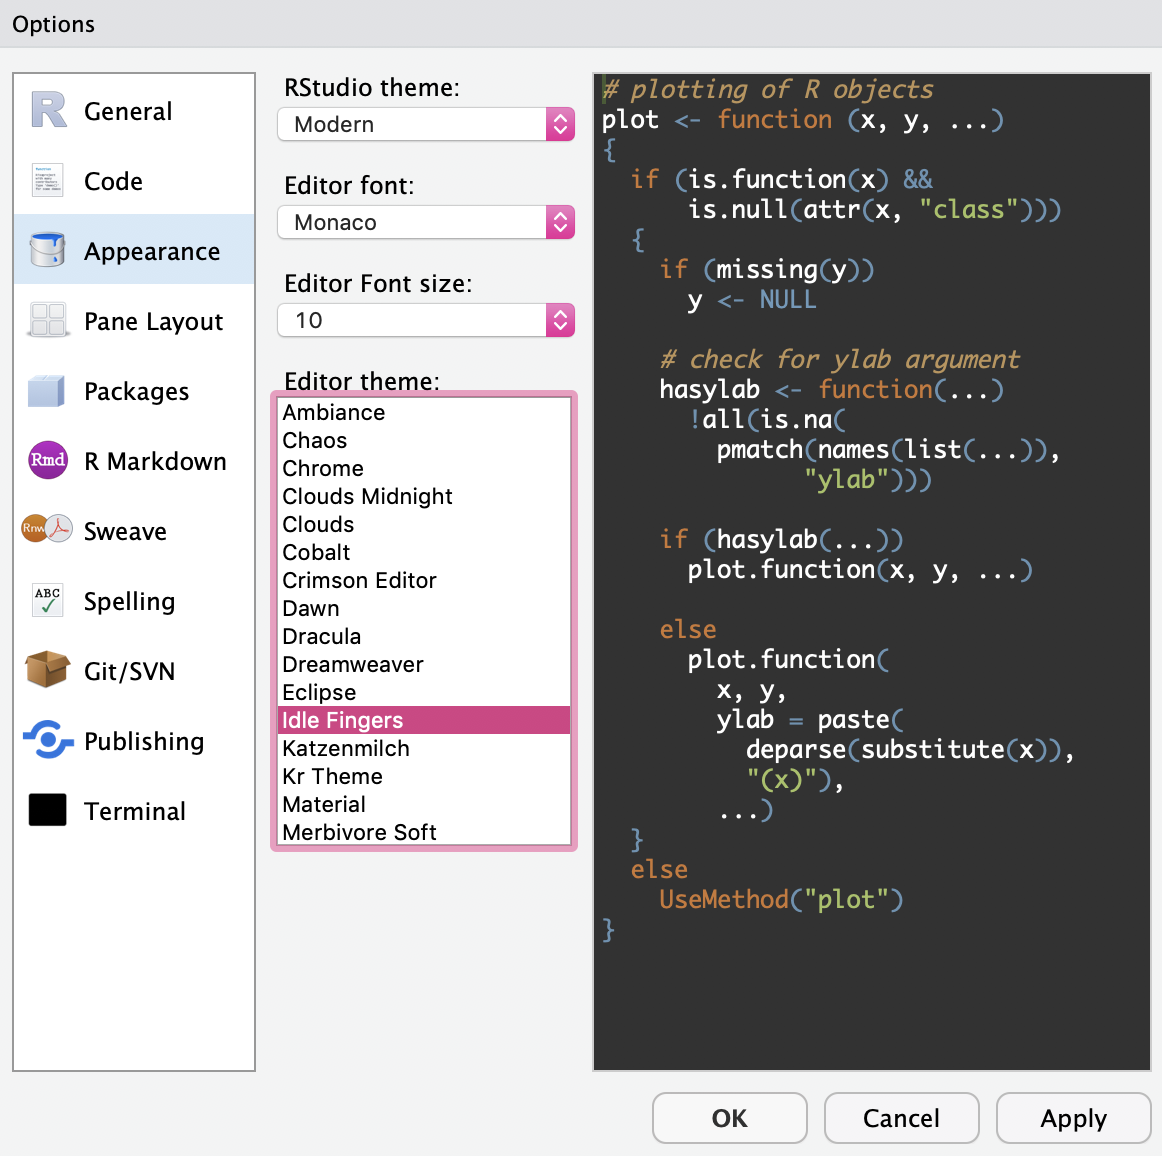 Options
General
Code
Appearance
Pane Layout
Packages
Rmd R Markdown
Rnw Sweave
ABC Spelling
Git/SVN
Publishing
Terminal
RStudio theme:
Modern
Editor font:
Monaco
Editor Font size:
10
Editor theme:
Ambiance
Chaos
Chrome
Clouds Midnight
Clouds
Cobalt
Crimson Editor
Dawn
Dracula
Dreamweaver
Eclipse
Idle Fingers
Katzenmilch
Kr Theme
Material
Merbivore Soft
# plotting of R objects
plot <- function (x, y, ...)
{
  if (is.function(x) &&
      is.null(attr(x, "class")))
  {
    if (missing(y))
      y <- NULL

    # check for ylab argument
    hasylab <- function(...)
      !all(is.na(
        pmatch(names(list(...)),
              "ylab")))

    if (hasylab(...))
      plot.function(x, y, ...)

    else
      plot.function(
        x, y,
        ylab = paste(
          deparse(substitute(x)),
          "(x)"),
        ...)
  }
  else
    UseMethod("plot")
}
OK
Cancel
Apply